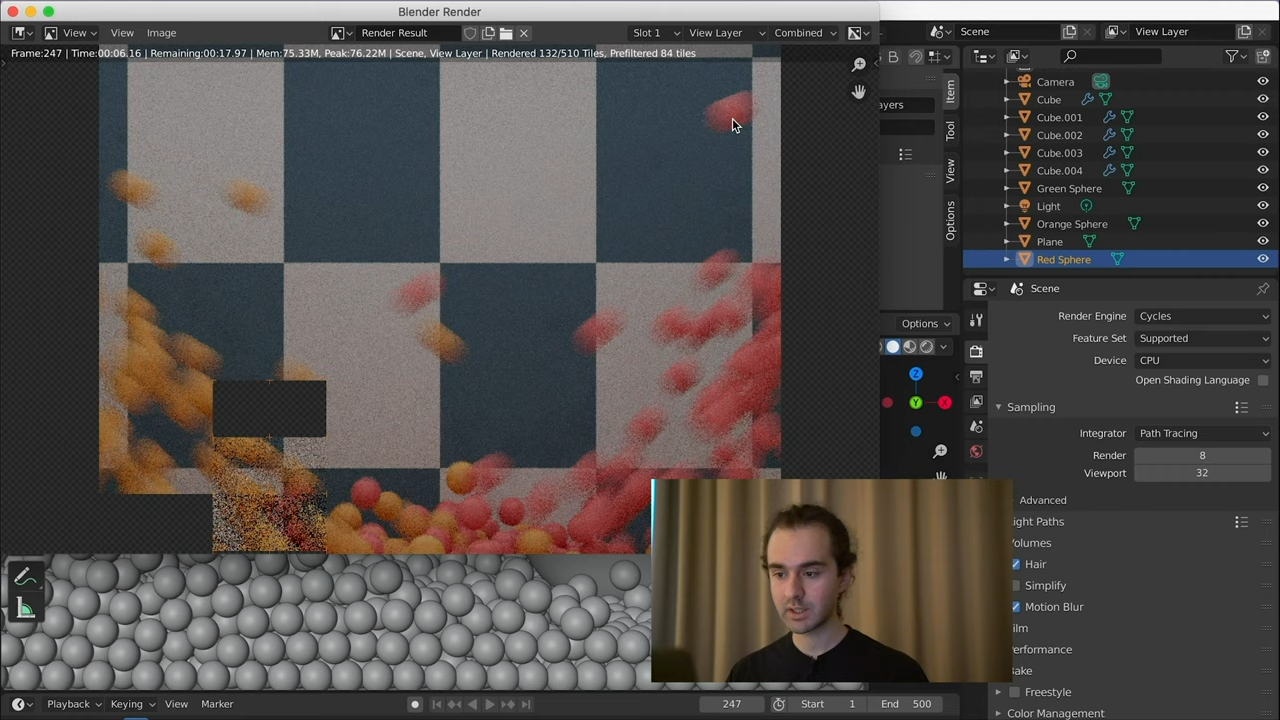 Blender Render
View View Image Render Result Slot 1 View Layer Combined
Frame:247 | Time:00:06.16 | Remaining:00:17.97 | Mem:75.33M, Peak:76.22M | Scene, View Layer | Rendered 132/510 Tiles, Prefiltered 84 tiles
Scene View Layer
Camera
Cube
Cube.001
Cube.002
Cube.003
Cube.004
Green Sphere
Light
Orange Sphere
Plane
Red Sphere
ayers
Item
Tool
View
Options
Options
Z
X
Y
Scene
Render Engine Cycles
Feature Set Supported
Device CPU
Open Shading Language
Sampling
Integrator Path Tracing
Render 8
Viewport 32
Advanced
ight Paths
olumes
Hair
Simplify
Motion Blur
ilm
erformance
ake
Freestyle
Color Management
Playback Keying View Marker 247 Start 1 End 500